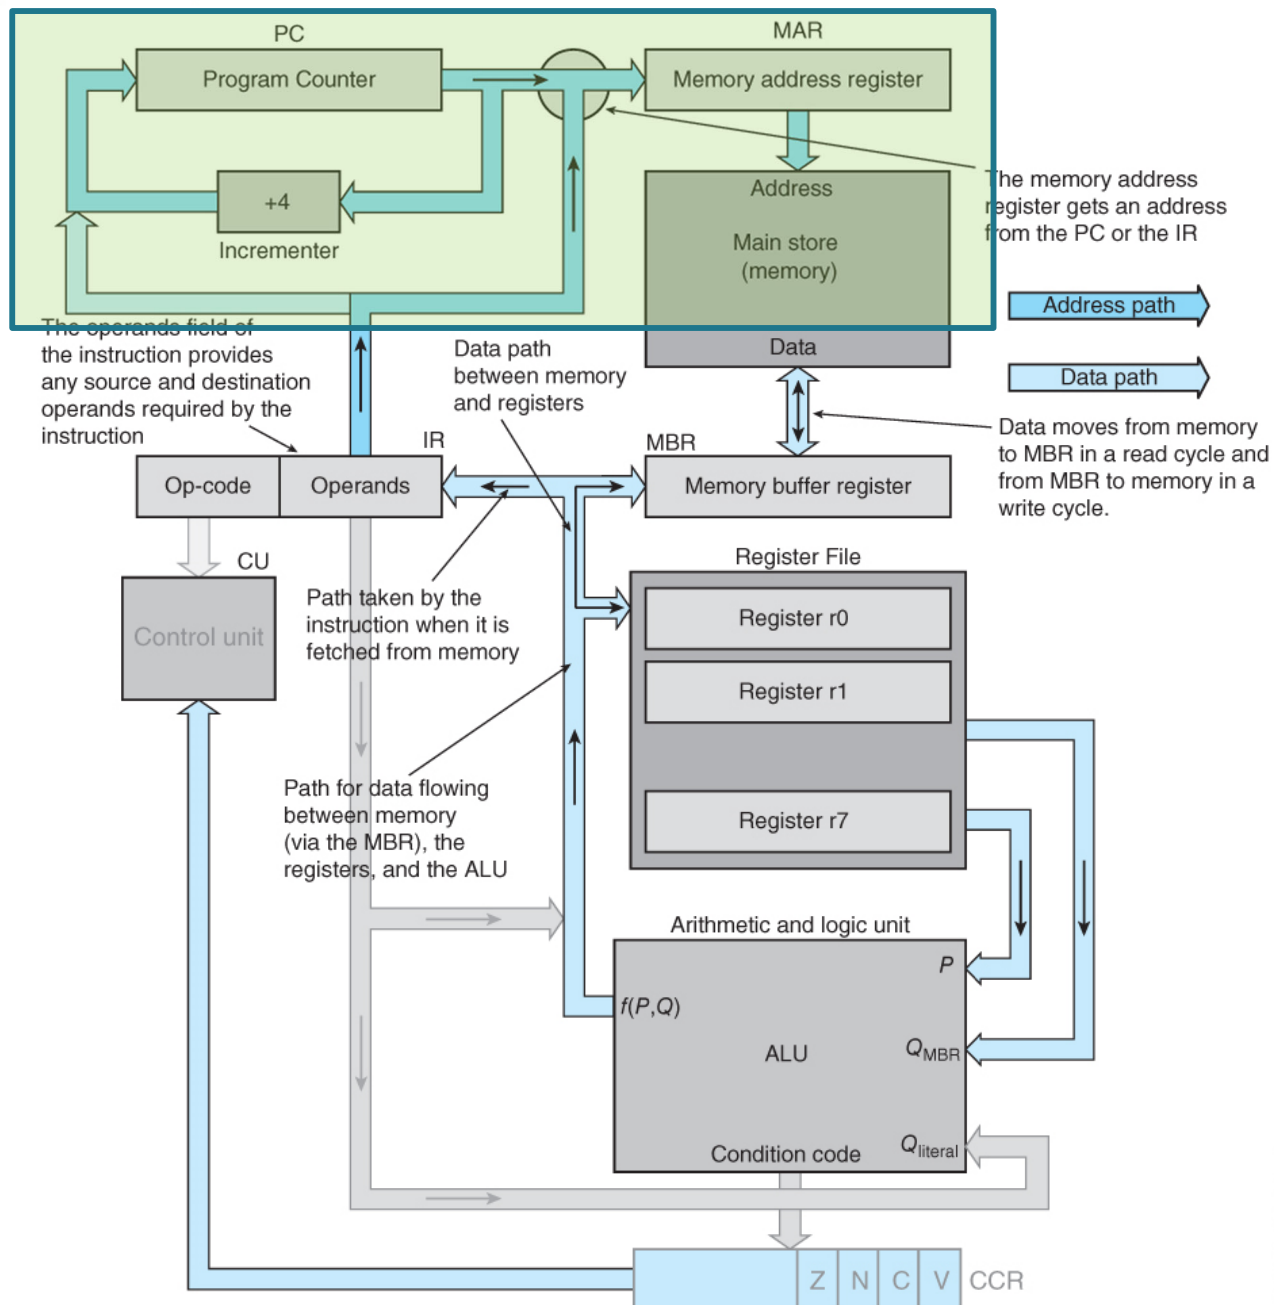 PC
MAR
Program Counter
Memory address register
+4
Incrementer
Address
Main store
(memory)
Data
The memory address
register gets an address
from the PC or the IR
Address path
Data path
The operands field of
the instruction provides
any source and destination
operands required by the
instruction
Data path
between memory
and registers
Data moves from memory
to MBR in a read cycle and
from MBR to memory in a
write cycle.
IR
MBR
Op-code
Operands
Memory buffer register
CU
Control unit
Path taken by the
instruction when it is
fetched from memory
Register File
Register r0
Register r1
Register r7
Path for data flowing
between memory
(via the MBR), the
registers, and the ALU
Arithmetic and logic unit
P
f(P,Q)
ALU
QMBR
Qliteral
Condition code
Z N C V CCR